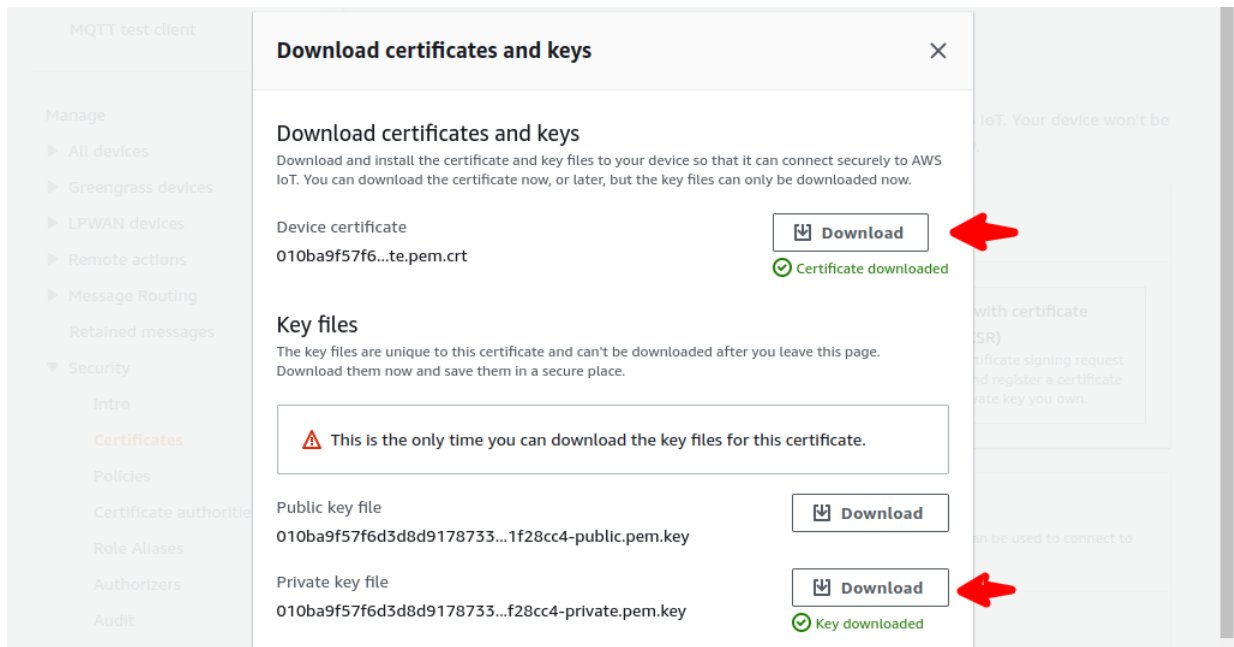 MQTT test client
Manage
All devices
Greengrass devices
LPWAN devices
Remote actions
Message Routing
Retained messages
Security
Intro
Certificates
Policies
Certificate authoritie
Role Aliases
Authorizers
Audit
Download certificates and keys
Download certificates and keys
Download and install the certificate and key files to your device so that it can connect securely to AWS
IoT. You can download the certificate now, or later, but the key files can only be downloaded now.
Device certificate
010ba9f57f6...te.pem.crt
Download
Certificate downloaded
Key files
The key files are unique to this certificate and can't be downloaded after you leave this page.
Download them now and save them in a secure place.
This is the only time you can download the key files for this certificate.
Public key file
010ba9f57f6d3d8d9178733...1f28cc4-public.pem.key
Download
Private key file
010ba9f57f6d3d8d9178733...f28cc4-private.pem.key
Download
Key downloaded
IoT. Your device won't be
with certificate
SR)
tificate signing request
nd register a certificate
vate key you own.
an be used to connect to